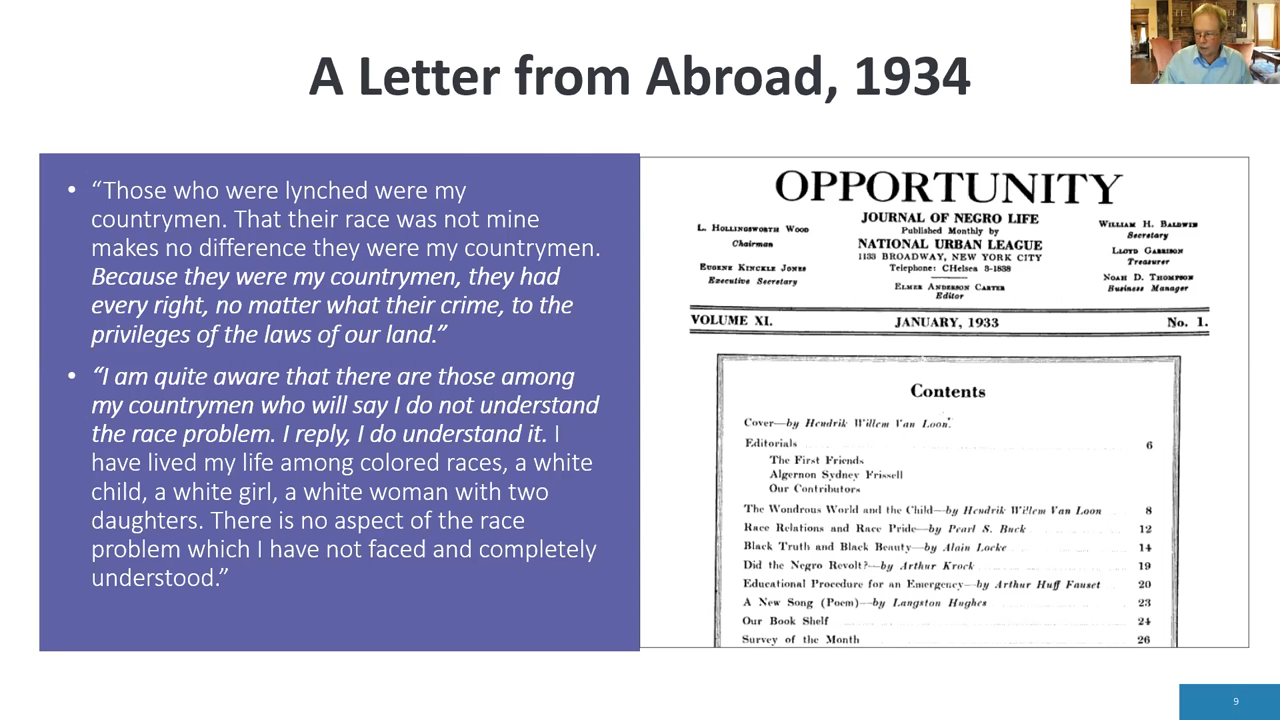 A Letter from Abroad, 1934
• “Those who were lynched were my
countrymen. That their race was not mine
makes no difference they were my countrymen.
Because they were my countrymen, they had
every right, no matter what their crime, to the
privileges of the laws of our land.”
• “I am quite aware that there are those among
my countrymen who will say I do not understand
the race problem. I reply, I do understand it. I
have lived my life among colored races, a white
child, a white girl, a white woman with two
daughters. There is no aspect of the race
problem which I have not faced and completely
understood.”
OPPORTUNITY
JOURNAL OF NEGRO LIFE
Published Monthly by
NATIONAL URBAN LEAGUE
1133 BROADWAY, NEW YORK CITY
Telephone: CHelsea 3-1838
Elmer Anderson Carter
Editor
L. Hollingsworth Wood
Chairman
Eugene Kinckle Jones
Executive Secretary
William H. Baldwin
Secretary
Lloyd Garrison
Treasurer
Noah D. Thompson
Business Manager
VOLUME XI. JANUARY, 1933 No. 1.
Contents
Cover—by Hendrik Willem Van Loon.
Editorials 6
The First Friends
Algernon Sydney Frissell
Our Contributors
The Wondrous World and the Child—by Hendrik Willem Van Loon 8
Race Relations and Race Pride—by Pearl S. Buck 12
Black Truth and Black Beauty—by Alain Locke 14
Did the Negro Revolt?—by Arthur Krock 19
Educational Procedure for an Emergency—by Arthur Huff Fauset 20
A New Song (Poem)—by Langston Hughes 23
Our Book Shelf 24
Survey of the Month 26
9